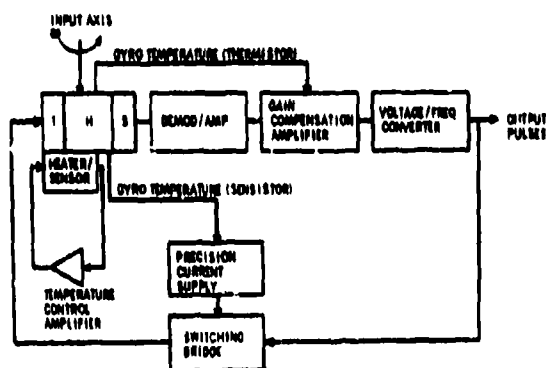 INPUT AXIS
GYRO TEMPERATURE (THERMISTOR)
T H S
DEMOD/AMP
GAIN
COMPENSATION
AMPLIFIER
VOLTAGE/FREQ
CONVERTER
OUTPUT
PULSES
HEATER/
SENSOR
GYRO TEMPERATURE (SENSISTOR)
TEMPERATURE
CONTROL
AMPLIFIER
PRECISION
CURRENT
SUPPLY
SWITCHING
BRIDGE